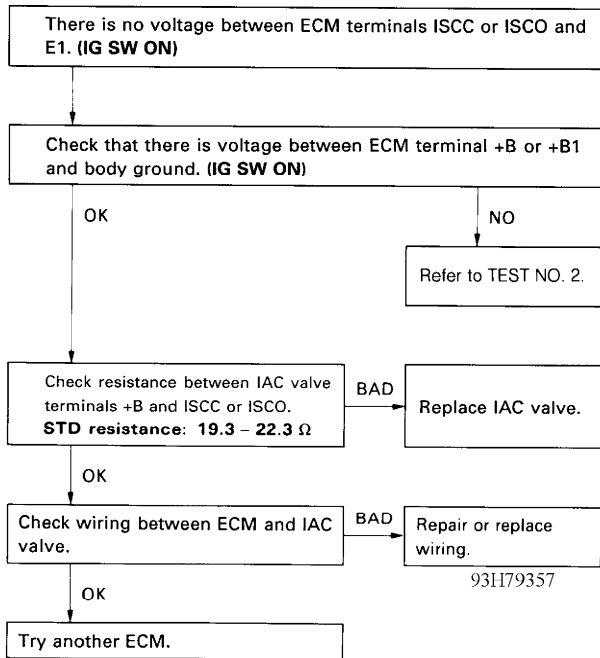 There is no voltage between ECM terminals ISCC or ISCO and
E1. (IG SW ON)
Check that there is voltage between ECM terminal +B or +B1
and body ground. (IG SW ON)
OK
NO
Refer to TEST NO. 2.
Check resistance between IAC valve
terminals +B and ISCC or ISCO.
STD resistance: 19.3 – 22.3 Ω
BAD
Replace IAC valve.
OK
Check wiring between ECM and IAC
valve.
BAD
Repair or replace
wiring.
93H79357
OK
Try another ECM.